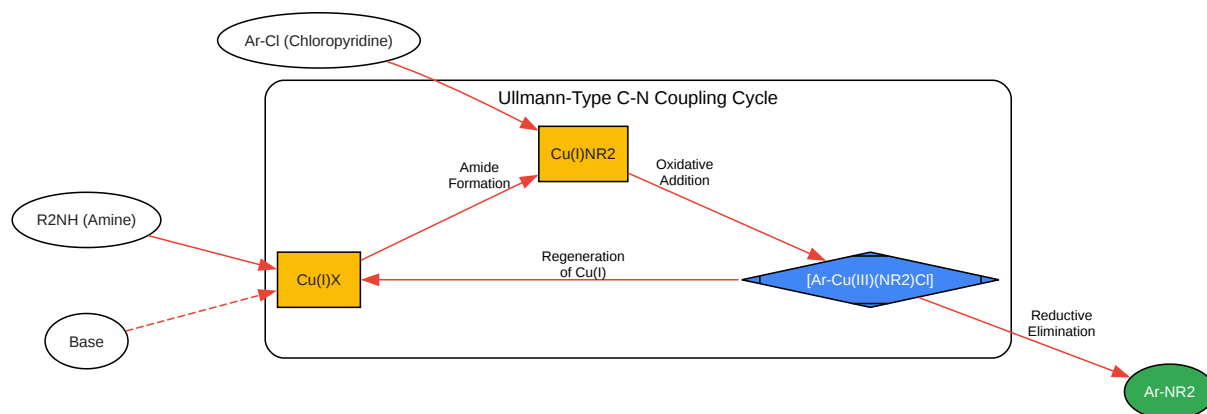 Ar-Cl (Chloropyridine)
Ullmann-Type C-N Coupling Cycle
Cu(I)NR2
Amide
Formation
Oxidative
Addition
R2NH (Amine)
Regeneration
of Cu(I)
Cu(I)X
[Ar-Cu(III)(NR2)Cl]
Base
Reductive
Elimination
Ar-NR2